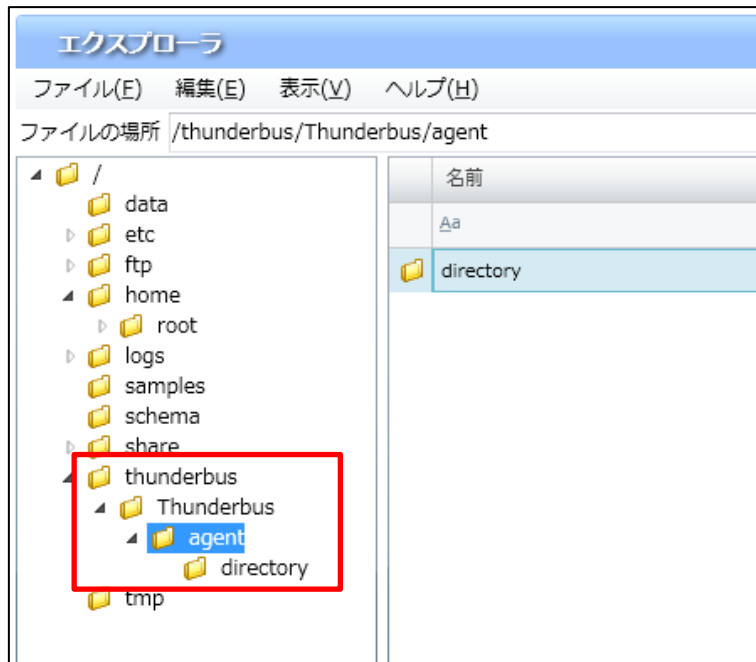 エクスプローラ
ファイル(F) 編集(E) 表示(V) ヘルプ(H)
ファイルの場所 /thunderbus/Thunderbus/agent
/
data
etc
ftp
home
root
logs
samples
schema
share
thunderbus
Thunderbus
agent
directory
tmp
名前
Aa
directory